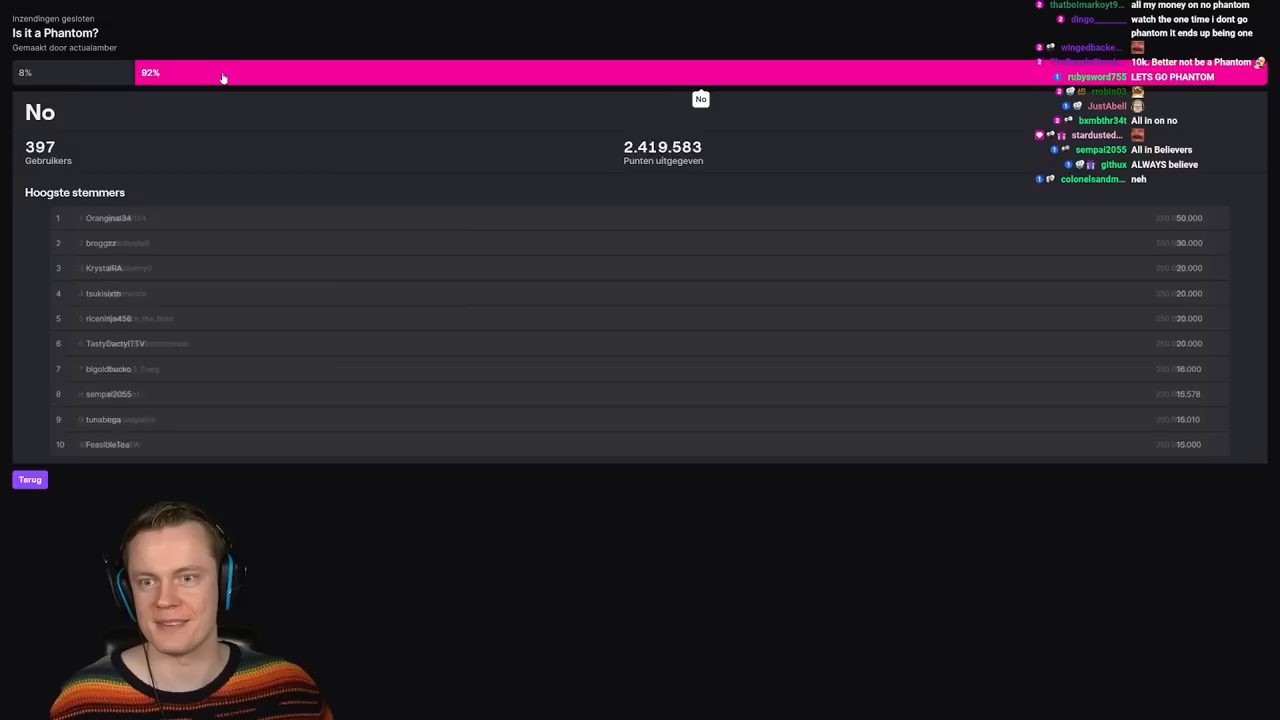 Inzendingen gesloten
Is it a Phantom?
Gemaakt door actualamber
8%
92%
No
No
397
Gebruikers
2.419.583
Punten uitgegeven
Hoogste stemmers
1 Oranginal34 50.000
2 broggzz 30.000
3 KrystalRA 20.000
4 tsukisixth 20.000
5 riceninja456 20.000
6 TastyDactylTTV 20.000
7 bigoldbucko 16.000
8 sempai2055 15.578
9 tunabega 15.010
10 FeasibleTea 15.000
Terug
thatboimarkoyt9... all my money on no phantom
dingo______ watch the one time i dont go
phantom it ends up being one
wingedbacke...
10k. Better not be a Phantom
rubysword755 LETS GO PHANTOM
rrobin03
JustAbell
bxmbthr34t All in on no
stardusted...
sempai2055 All in Believers
githux ALWAYS believe
colonelsandm... neh